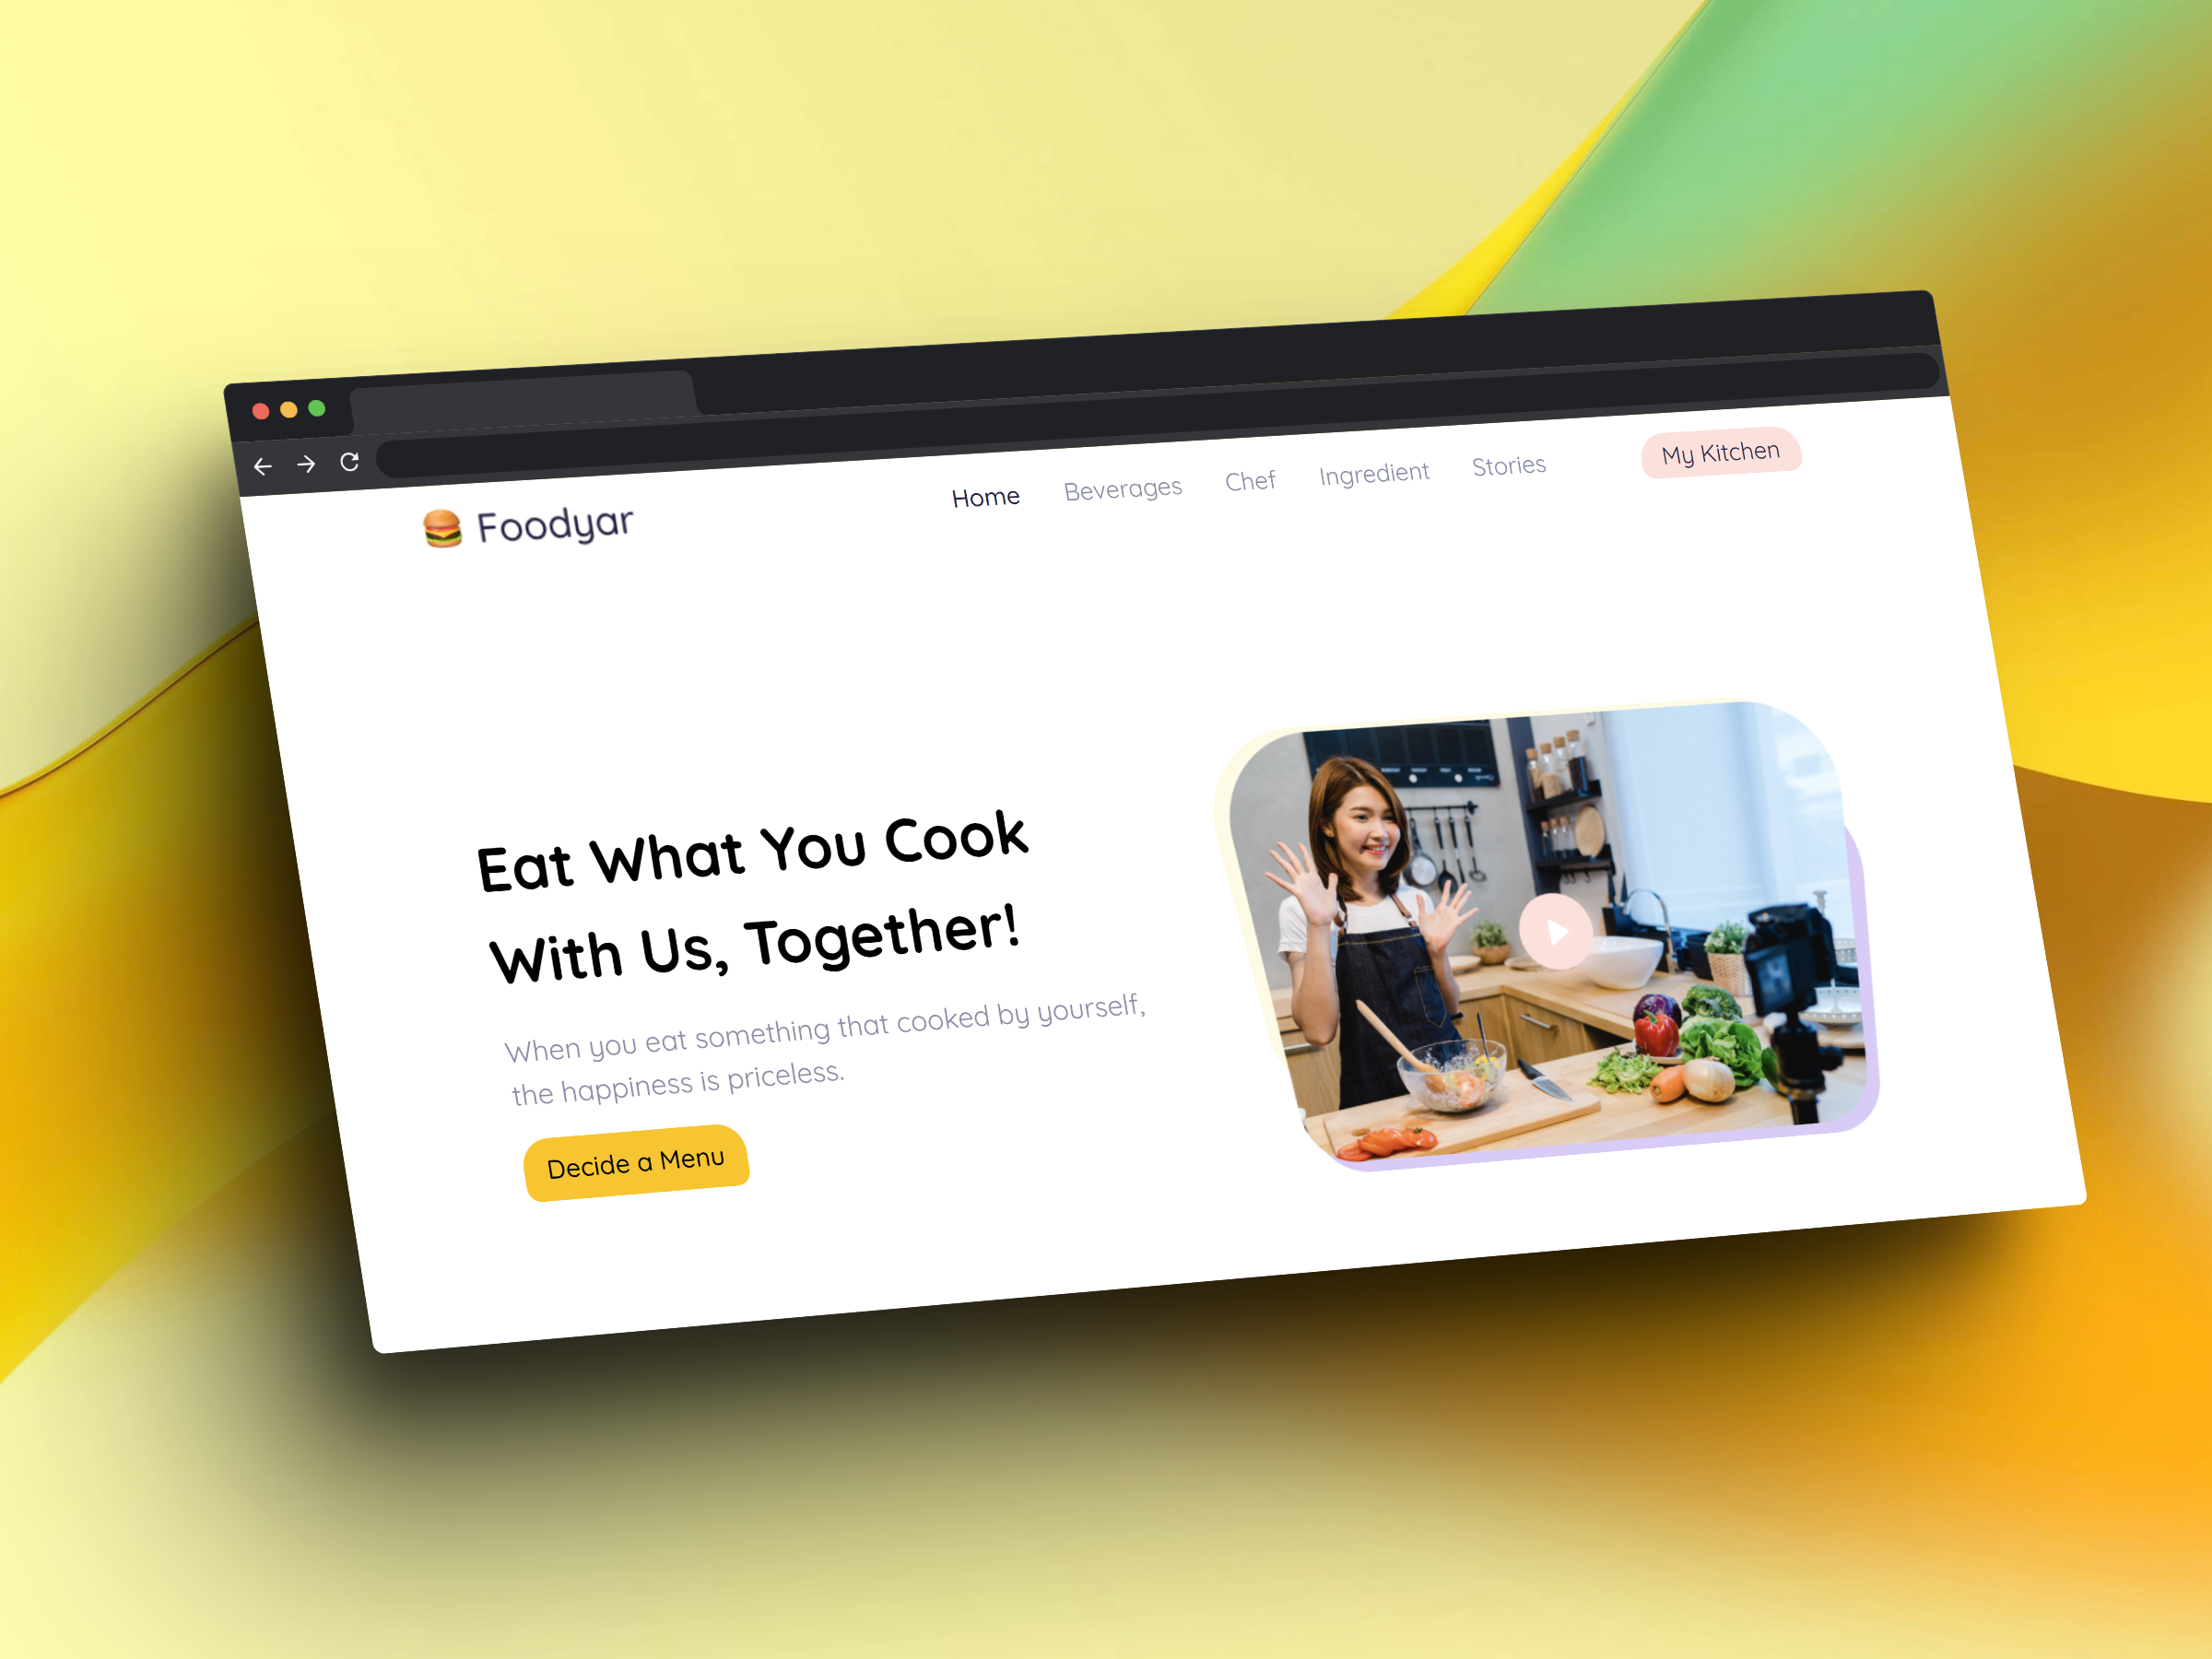 Foodyar
Home Beverages Chef Ingredient Stories
My Kitchen
Eat What You Cook
With Us, Together!
When you eat something that cooked by yourself,
the happiness is priceless.
Decide a Menu